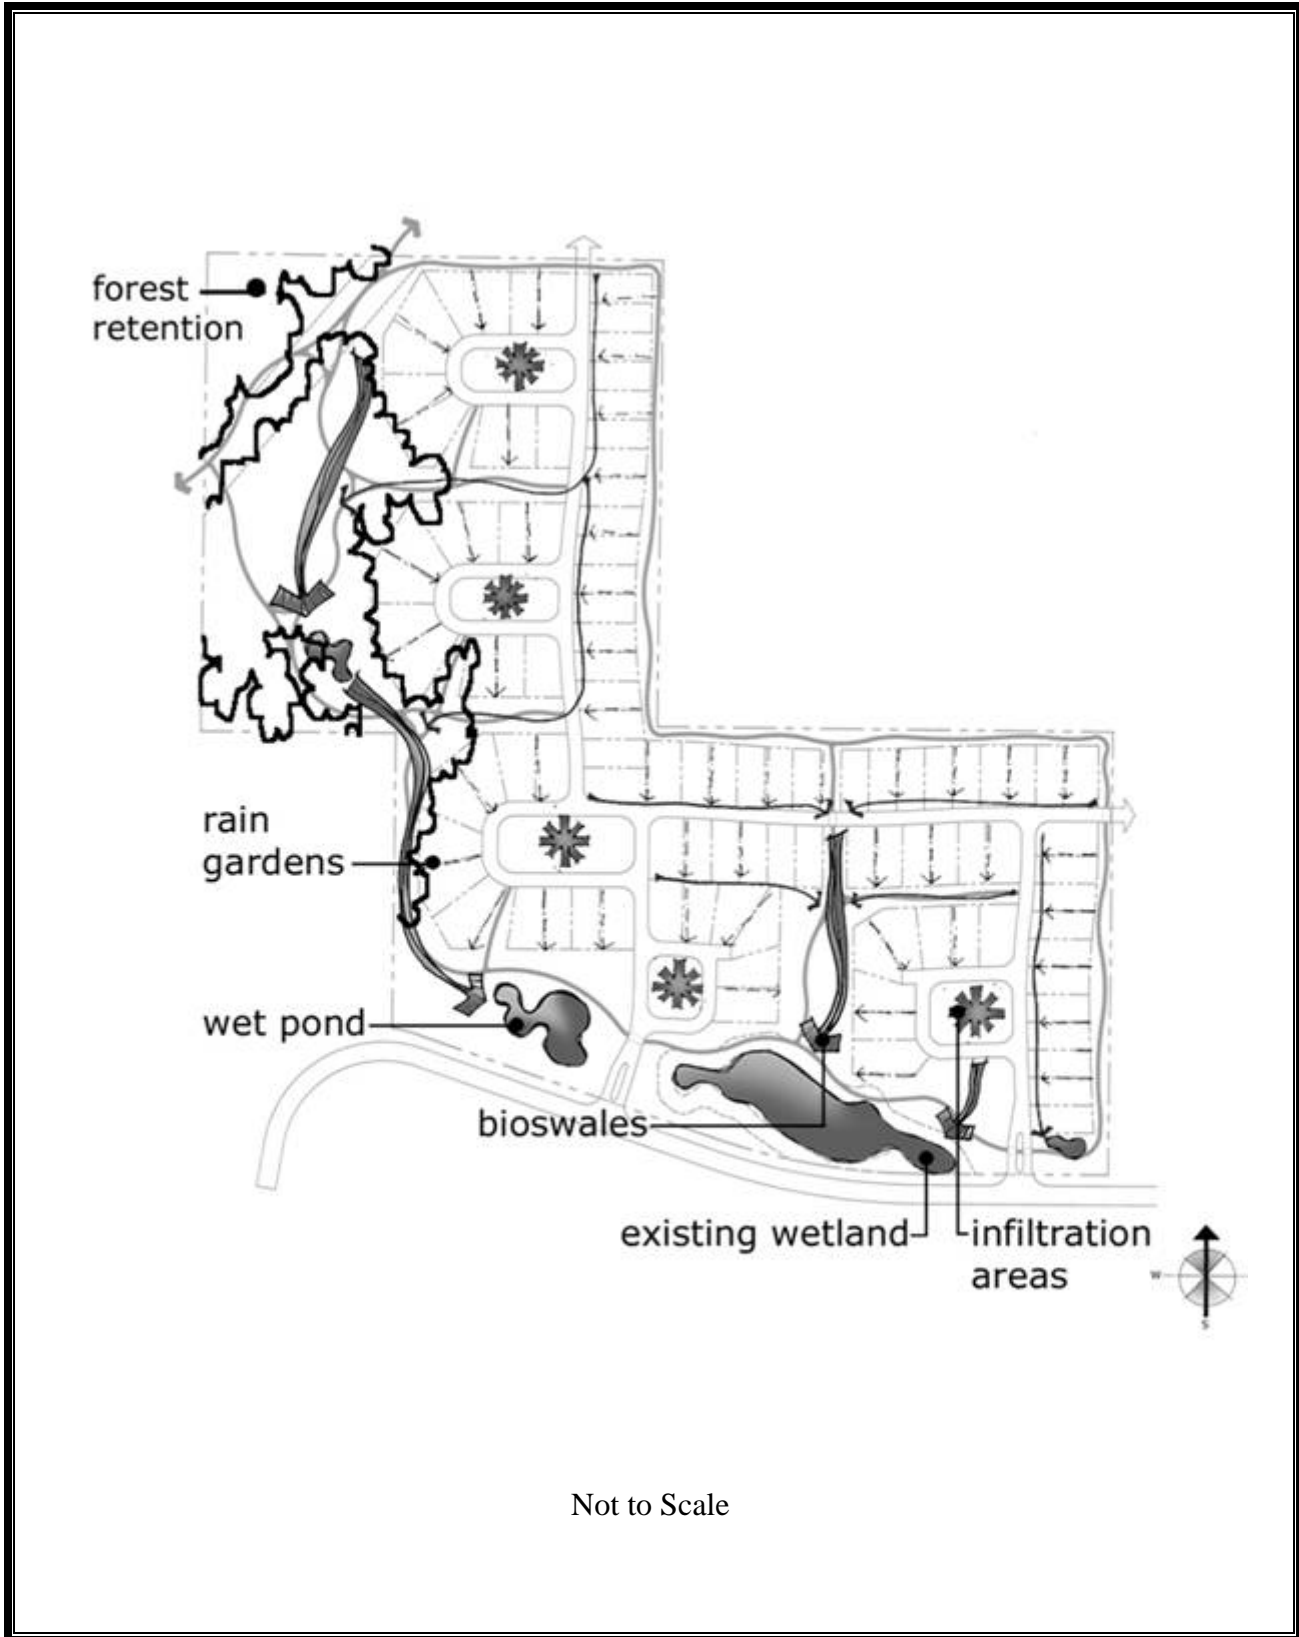 forest
retention
rain
gardens
wet pond
bioswales
existing wetland
infiltration
areas
W
S
Not to Scale